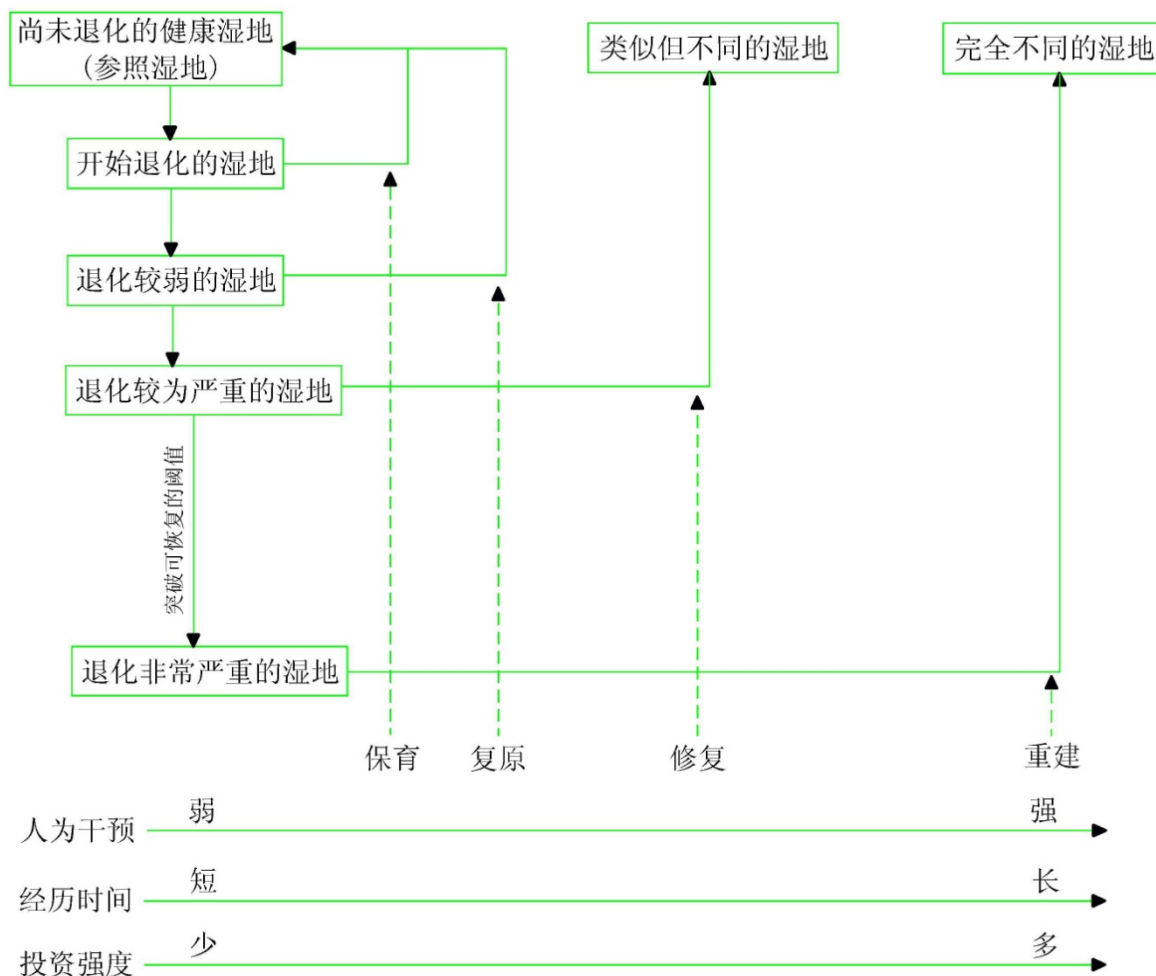 尚未退化的健康湿地
(参照湿地)
类似但不同的湿地
完全不同的湿地
开始退化的湿地
退化较弱的湿地
退化较为严重的湿地
突破可恢复的阈值
退化非常严重的湿地
保育
复原
修复
重建
人为干预
弱
强
经历时间
短
长
投资强度
少
多